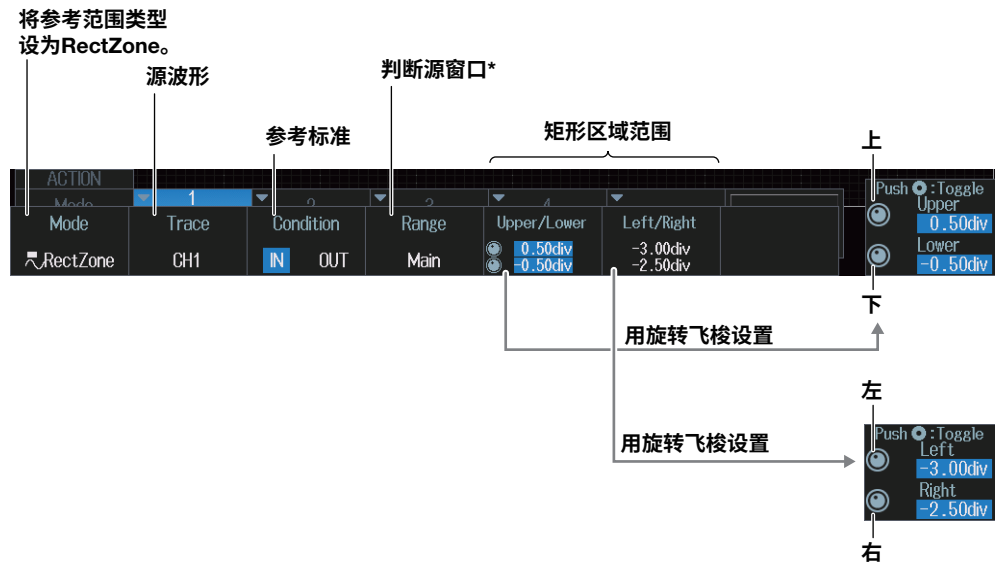 将参考范围类型
设为RectZone。
源波形
判断源窗口*
参考标准
矩形区域范围
上
ACTION
Mode 1 2 3 4
Mode Trace Condition Range Upper/Lower Left/Right
RectZone CH1 IN OUT Main 0.50div -3.00div
-0.50div -2.50div
Push :Toggle
Upper
0.50div
Lower
-0.50div
下
用旋转飞梭设置
左
用旋转飞梭设置
Push :Toggle
Left
-3.00div
Right
-2.50div
右